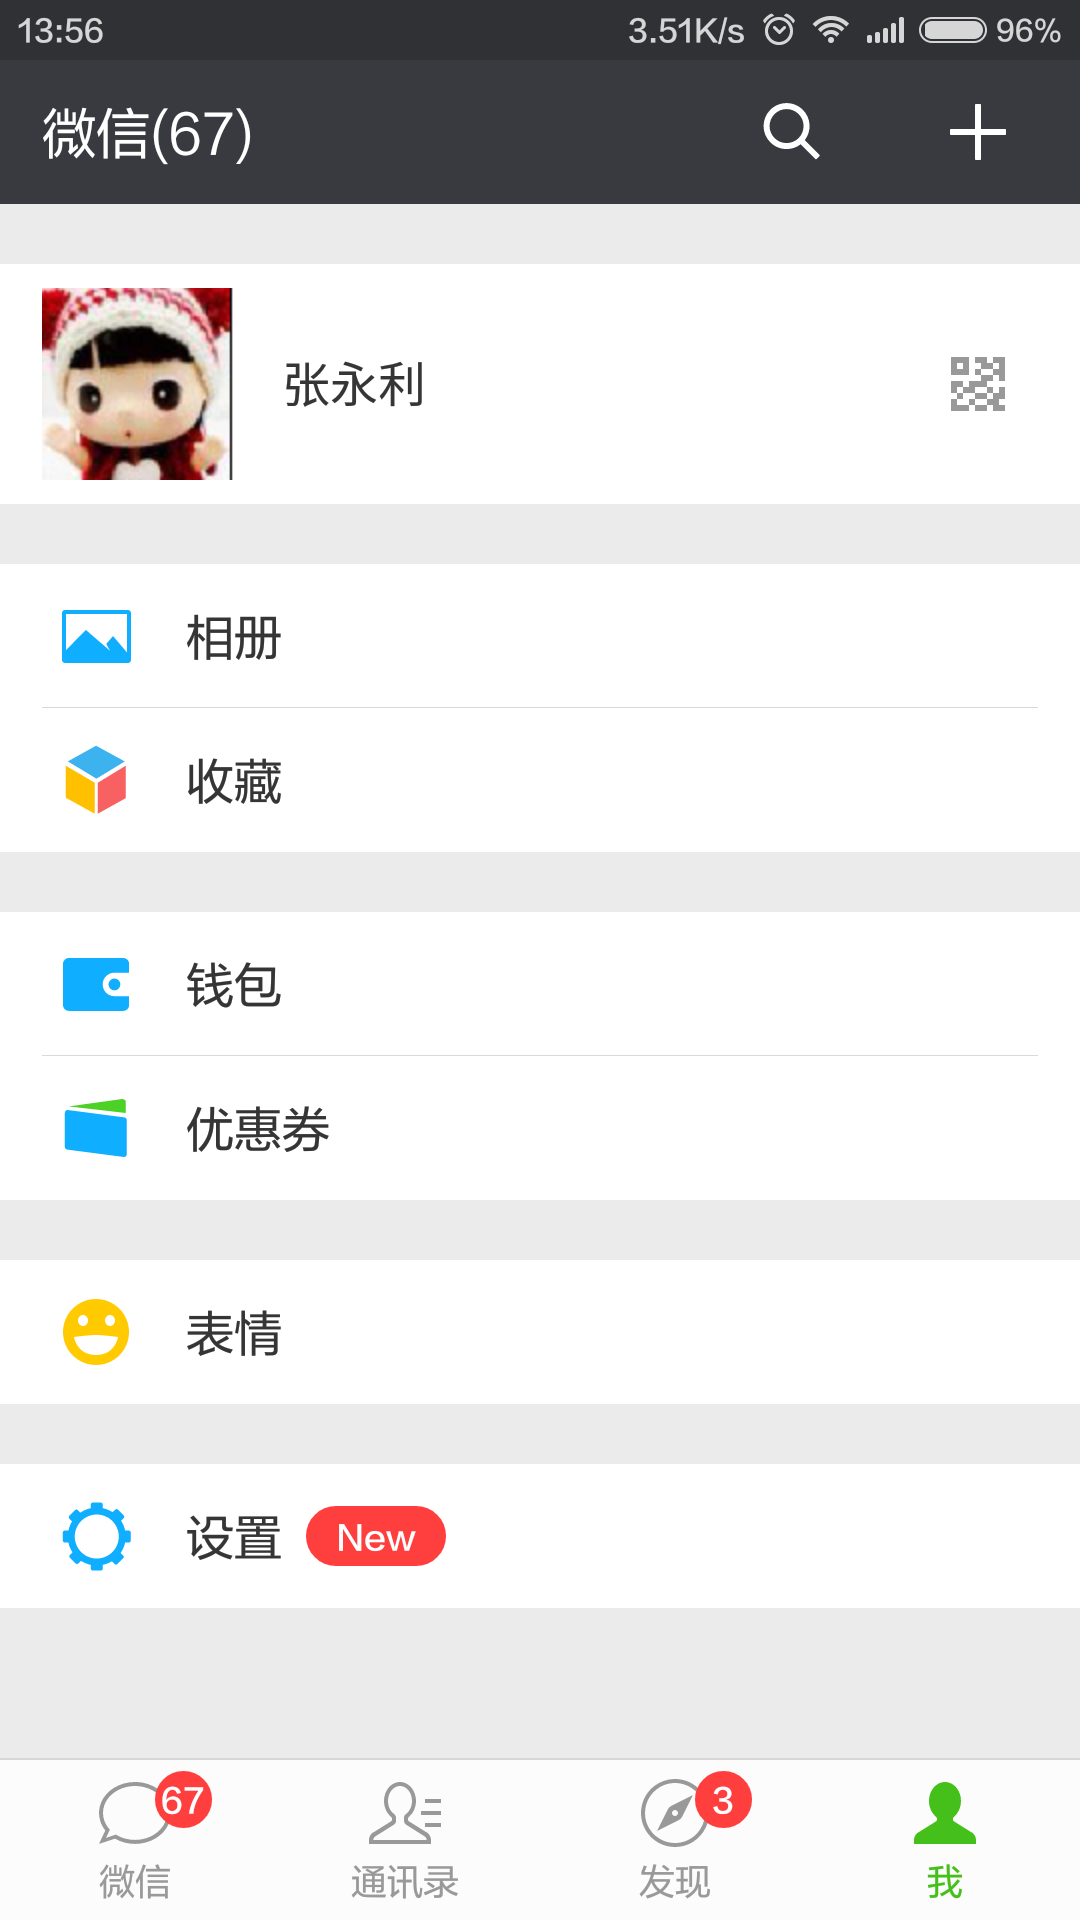 13:56 3.51K/s 96%
微信(67)
张永利
相册
收藏
钱包
优惠券
表情
设置 New
67 3
微信 通讯录 发现 我